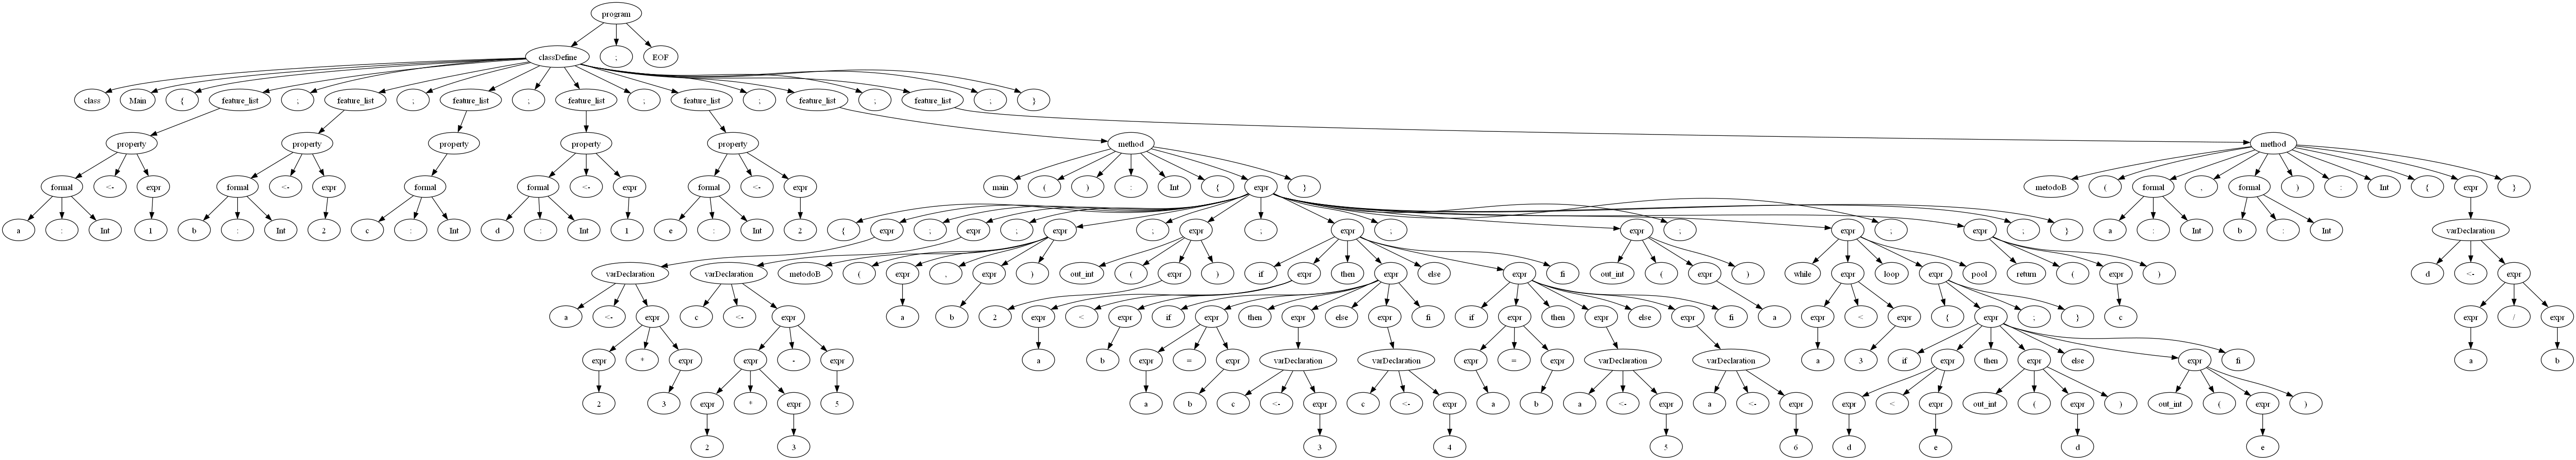 program
classDefine ; EOF
class Main { feature_list ; feature_list ; feature_list ; feature_list ; feature_list ; feature_list ; feature_list ; }
property property property property property method method
formal <- expr formal <- expr formal formal <- expr formal <- expr main ( ) : Int { expr } metodoB ( formal , formal ) : Int { expr }
a : Int 1 b : Int 2 c : Int d : Int 1 e : Int 2 { expr ; expr ; expr ; expr ; expr ; expr ; expr ; expr ; } a : Int b : Int varDeclaration
varDeclaration varDeclaration metodoB ( expr , expr ) out_int ( expr ) if expr then expr else expr fi out_int ( expr ) while expr loop expr pool return ( expr ) d <- expr
a <- expr c <- expr a b 2 expr < expr if expr then expr else expr fi if expr then expr else expr fi a expr < expr { expr ; } c expr / expr
expr * expr expr - expr a b expr = expr varDeclaration varDeclaration expr = expr varDeclaration varDeclaration a 3 if expr then expr else expr fi a b
2 3 expr * expr 5 a b c <- expr c <- expr a b a <- expr a <- expr expr < expr out_int ( expr ) out_int ( expr )
2 3 3 4 5 6 d e d e